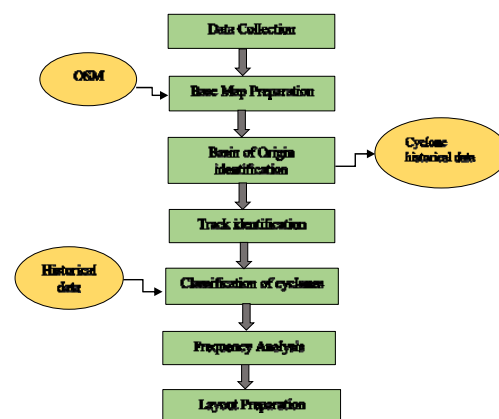 Data Collection
OSM
Base Map Preparation
Basin of Origin
identification
Cyclone
historical data
Track identification
Historical
data
Classification of cyclones
Frequency Analysis
Layout Preparation